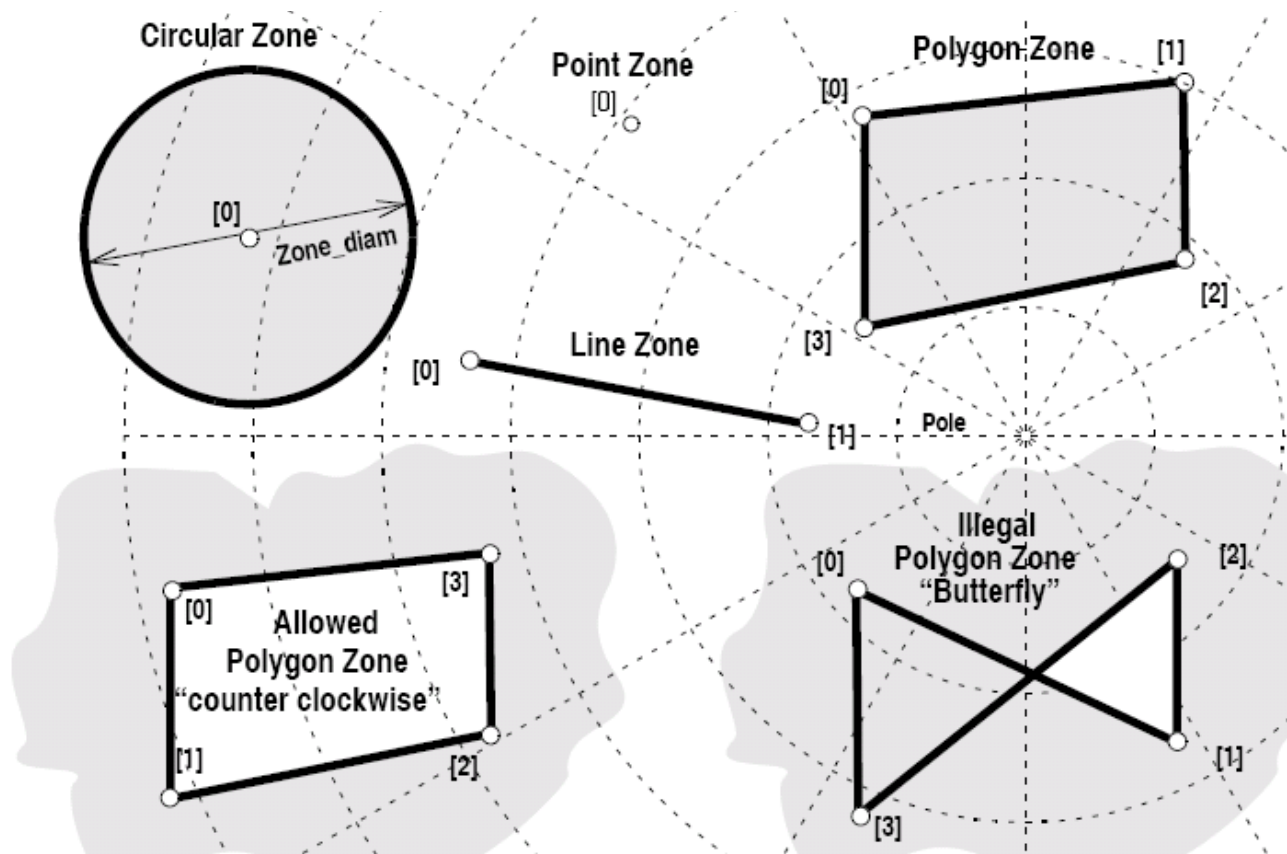 Circular Zone
[0]
Zone_diam
Point Zone
[0]
Polygon Zone
[0]
[1]
[2]
[3]
Line Zone
[0]
[1]
Pole
[0]
[3]
Allowed
Polygon Zone
“counter clockwise”
[1]
[2]
Illegal
Polygon Zone
“Butterfly”
[0]
[2]
[1]
[3]